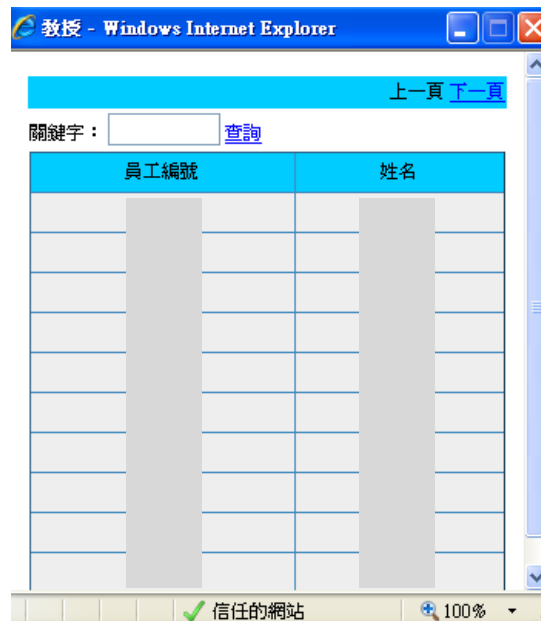 教授 - Windows Internet Explorer
上一頁 下一頁
關鍵字： 查詢
員工編號 姓名
信任的網站 100%